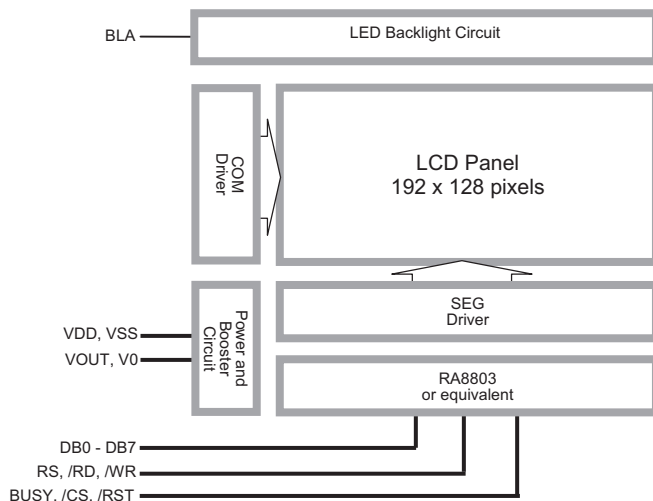 BLA
LED Backlight Circuit
COM
Driver
LCD Panel
192 x 128 pixels
Power and
Booster
Circuit
SEG
Driver
VDD, VSS
VOUT, V0
RA8803
or equivalent
DB0 - DB7
RS, /RD, /WR
BUSY, /CS, /RST